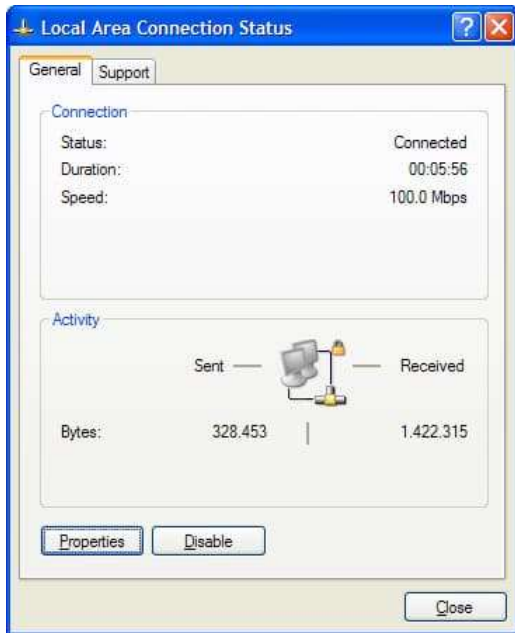 Local Area Connection Status
General Support
Connection
Status: Connected
Duration: 00:05:56
Speed: 100.0 Mbps
Activity
Sent Received
Bytes: 328.453 1.422.315
Properties Disable
Close